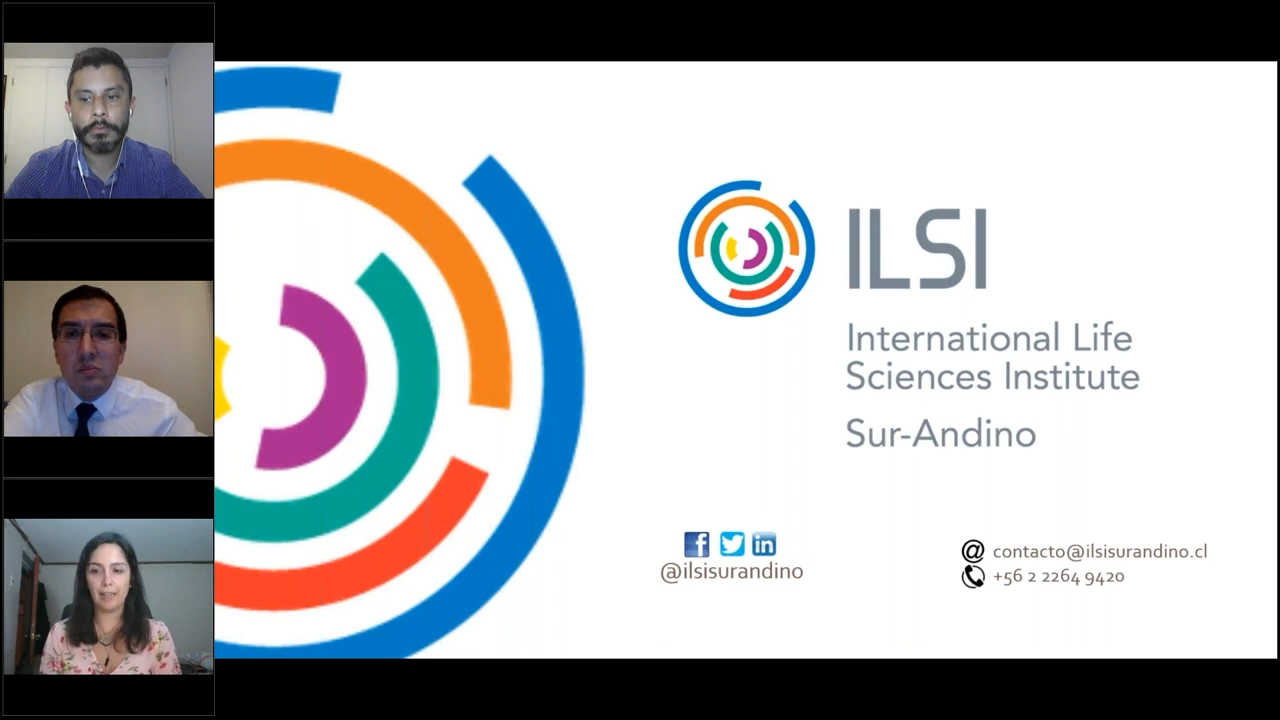 ILSI
International Life
Sciences Institute
Sur-Andino
@ilsisurandino
contacto@ilsisurandino.cl
+56 2 2264 9420